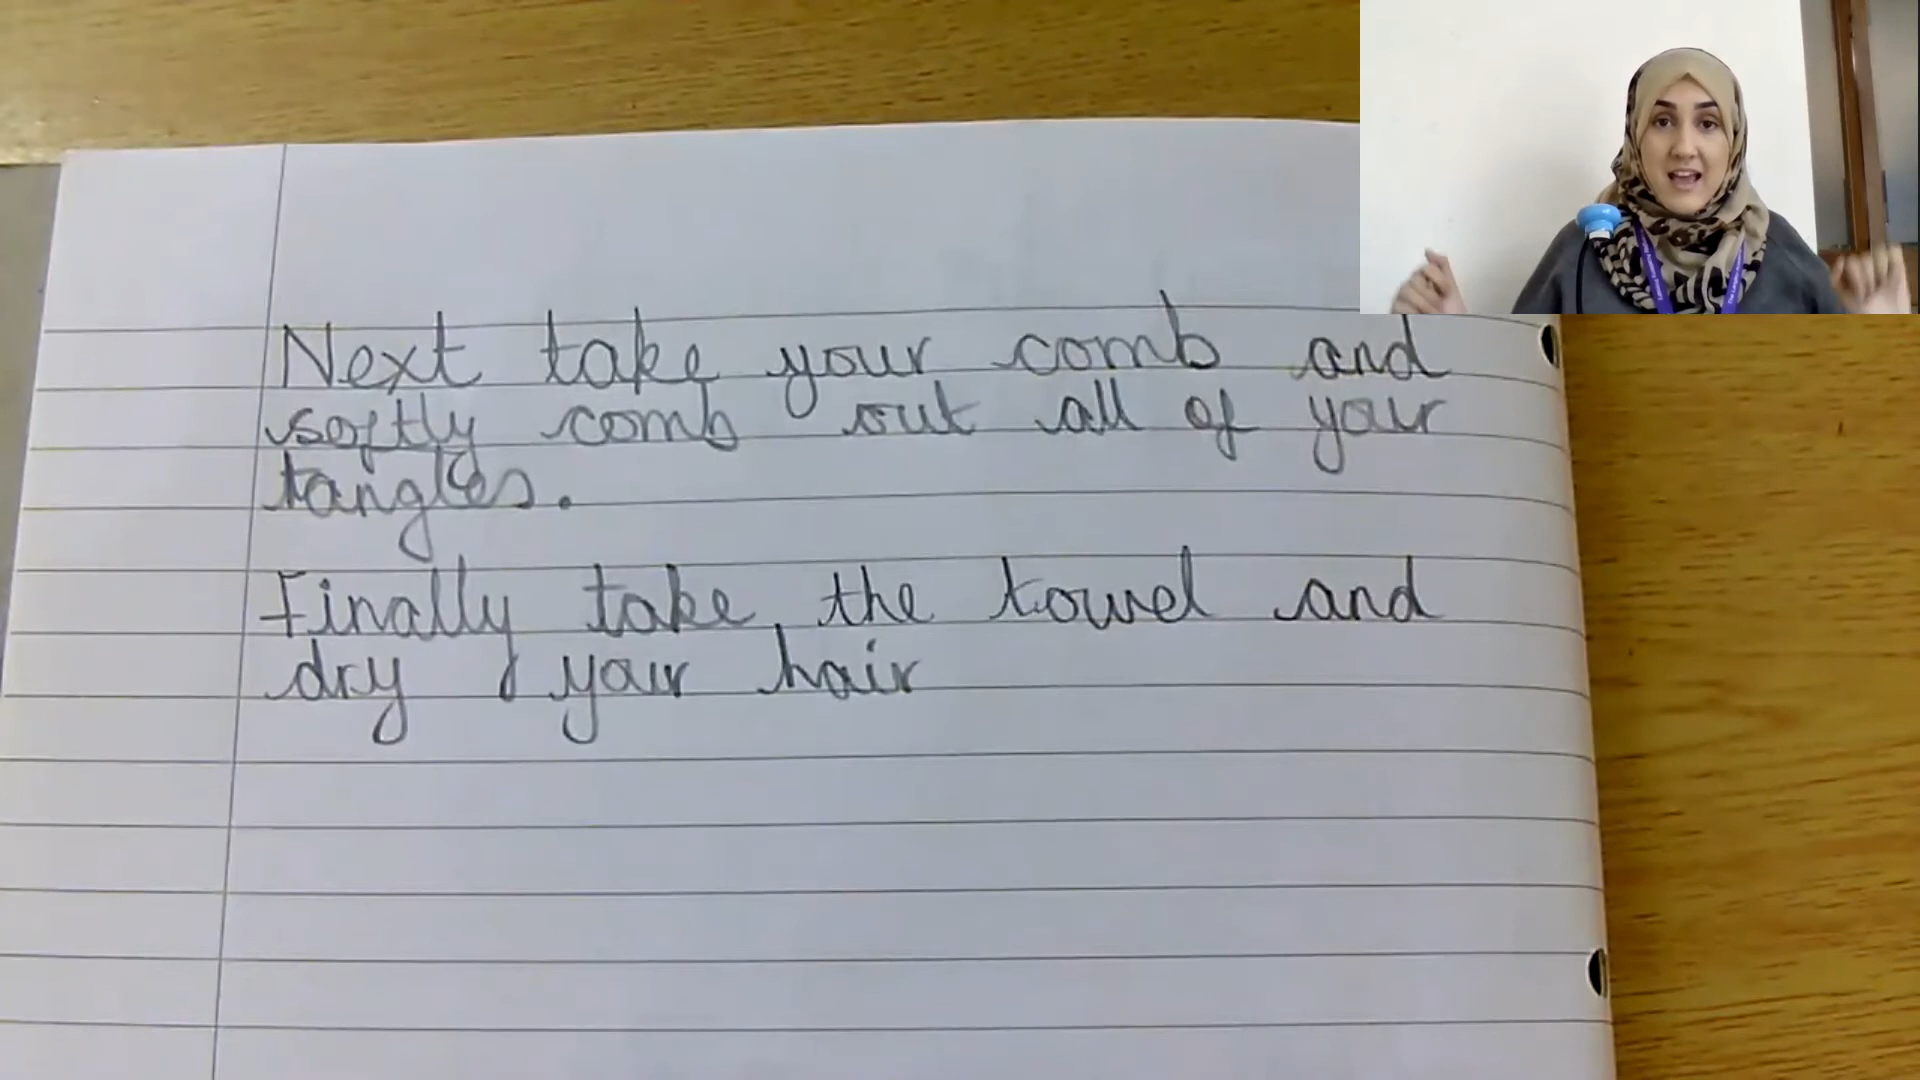 Next take your comb and
softly comb out all of your
tangles.
Finally take, the towel and
dry your hair